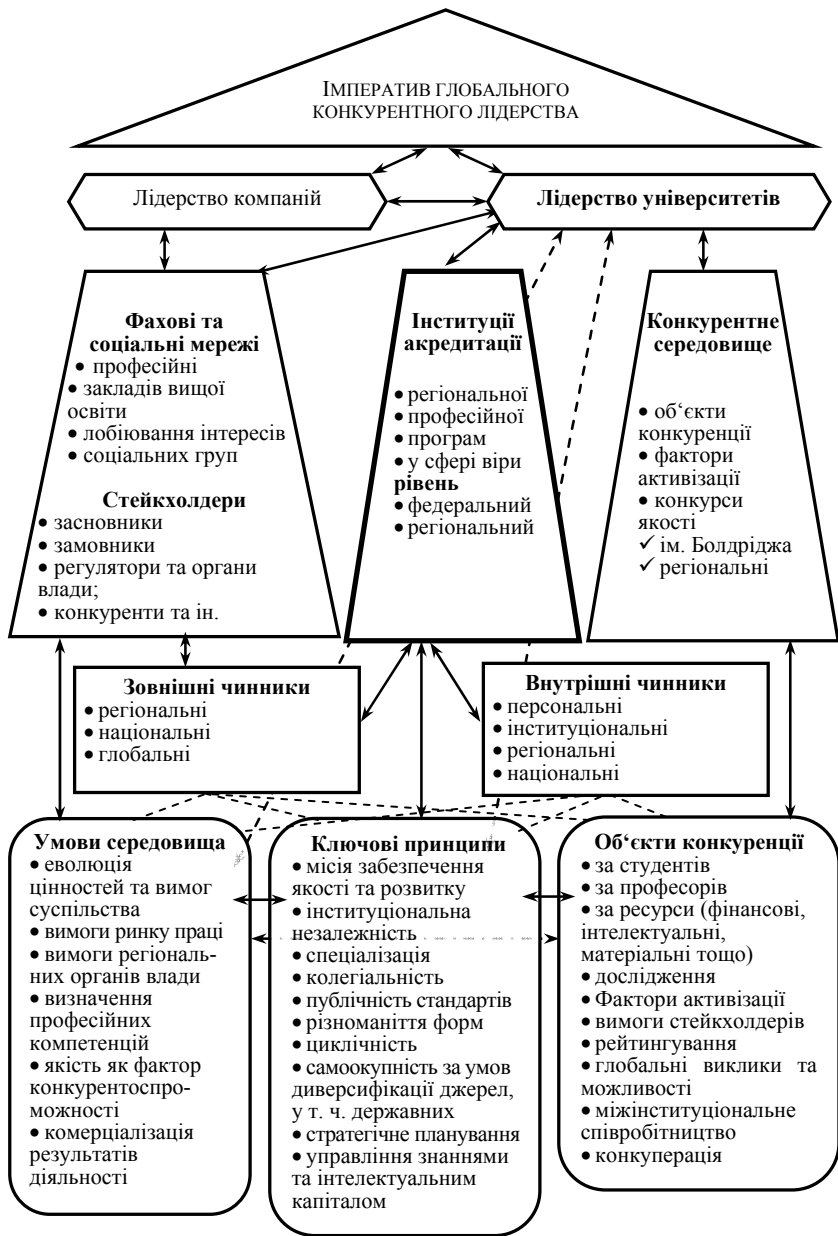 ІМПЕРАТИВ ГЛОБАЛЬНОГО
КОНКУРЕНТНОГО ЛІДЕРСТВА
Лідерство компаній
Лідерство університетів
Фахові та
соціальні мережі
• професійні
• закладів вищої
освіти
• лобіювання інтересів
• соціальних груп
Стейкхолдери
• засновники
• замовники
• регулятори та органи
влади;
• конкуренти та ін.
Інституції
акредитації
• регіональної
• професійної
• програм
• у сфері віри
рівень
• федеральний
• регіональний
Конкурентне
середовище
• об‘єкти
конкуренції
• фактори
активізації
• конкурси
якості
✓ ім. Болдріджа
✓ регіональні
Зовнішні чинники
• регіональні
• національні
• глобальні
Внутрішні чинники
• персональні
• інституціональні
• регіональні
• національні
Умови середовища
• еволюція
цінностей та вимог
суспільства
• вимоги ринку праці
• вимоги регіональ-
них органів влади
• визначення
професійних
компетенцій
• якість як фактор
конкурентоспро-
можності
• комерціалізація
результатів
діяльності
Ключові принципи
• місія забезпечення
якості та розвитку
• інституціональна
незалежність
• спеціалізація
• колегіальність
• публічність стандартів
• різноманіття форм
• циклічність
• самоокупність за умов
диверсифікації джерел,
у т. ч. державних
• стратегічне планування
• управління знаннями
та інтелектуальним
капіталом
Об‘єкти конкуренції
• за студентів
• за професорів
• за ресурси (фінансові,
інтелектуальні,
матеріальні тощо)
• дослідження
• Фактори активізації
• вимоги стейкхолдерів
• рейтингування
• глобальні виклики та
можливості
• міжінституціональне
співробітництво
• конкуперація